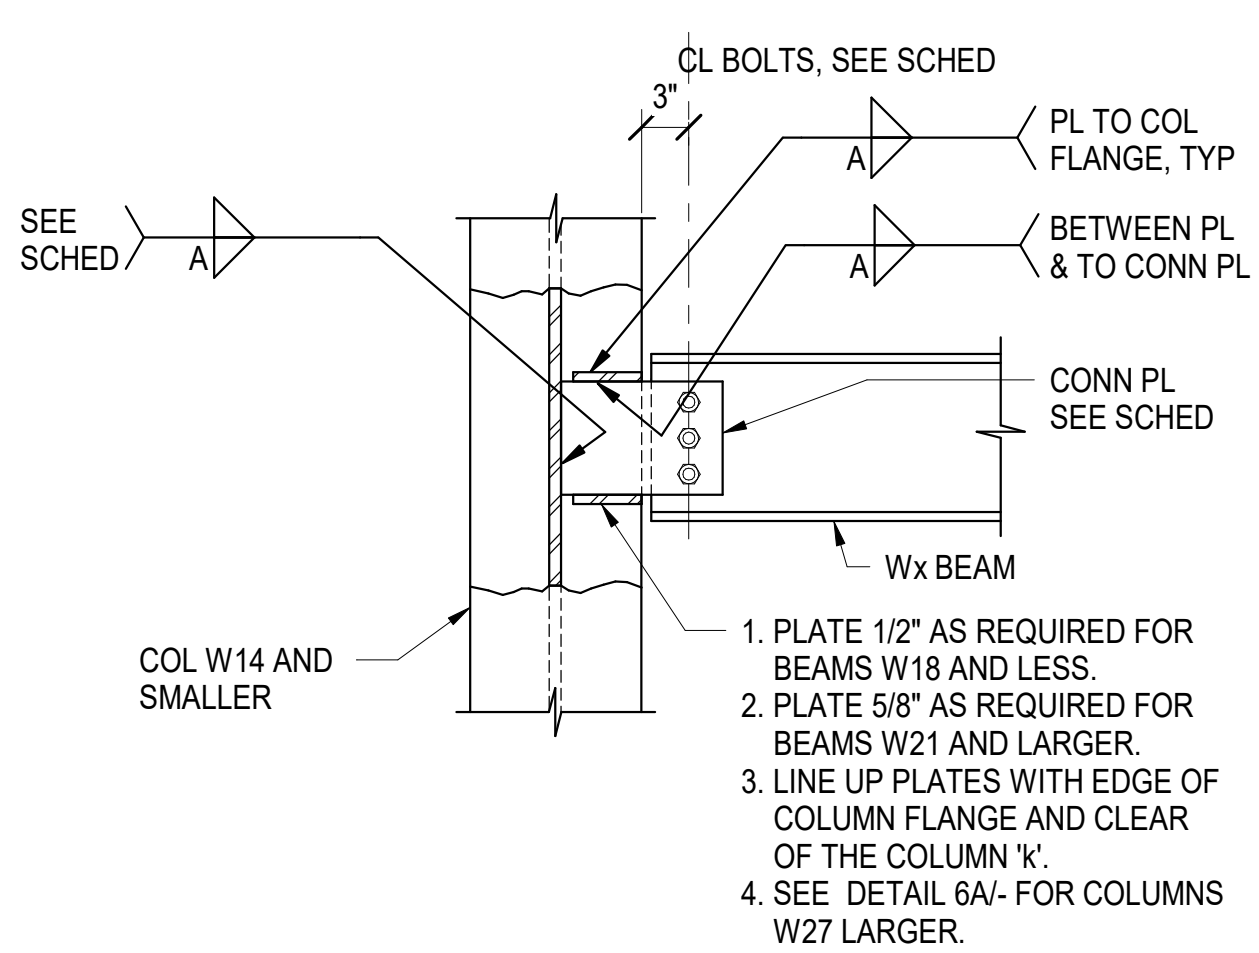 CL BOLTS, SEE SCHED
3"
A
PL TO COL
FLANGE, TYP
SEE
SCHED
A
A
BETWEEN PL
& TO CONN PL
CONN PL
SEE SCHED
Wx BEAM
COL W14 AND
SMALLER
1. PLATE 1/2" AS REQUIRED FOR
BEAMS W18 AND LESS.
2. PLATE 5/8" AS REQUIRED FOR
BEAMS W21 AND LARGER.
3. LINE UP PLATES WITH EDGE OF
COLUMN FLANGE AND CLEAR
OF THE COLUMN 'k'.
4. SEE DETAIL 6A/- FOR COLUMNS
W27 LARGER.